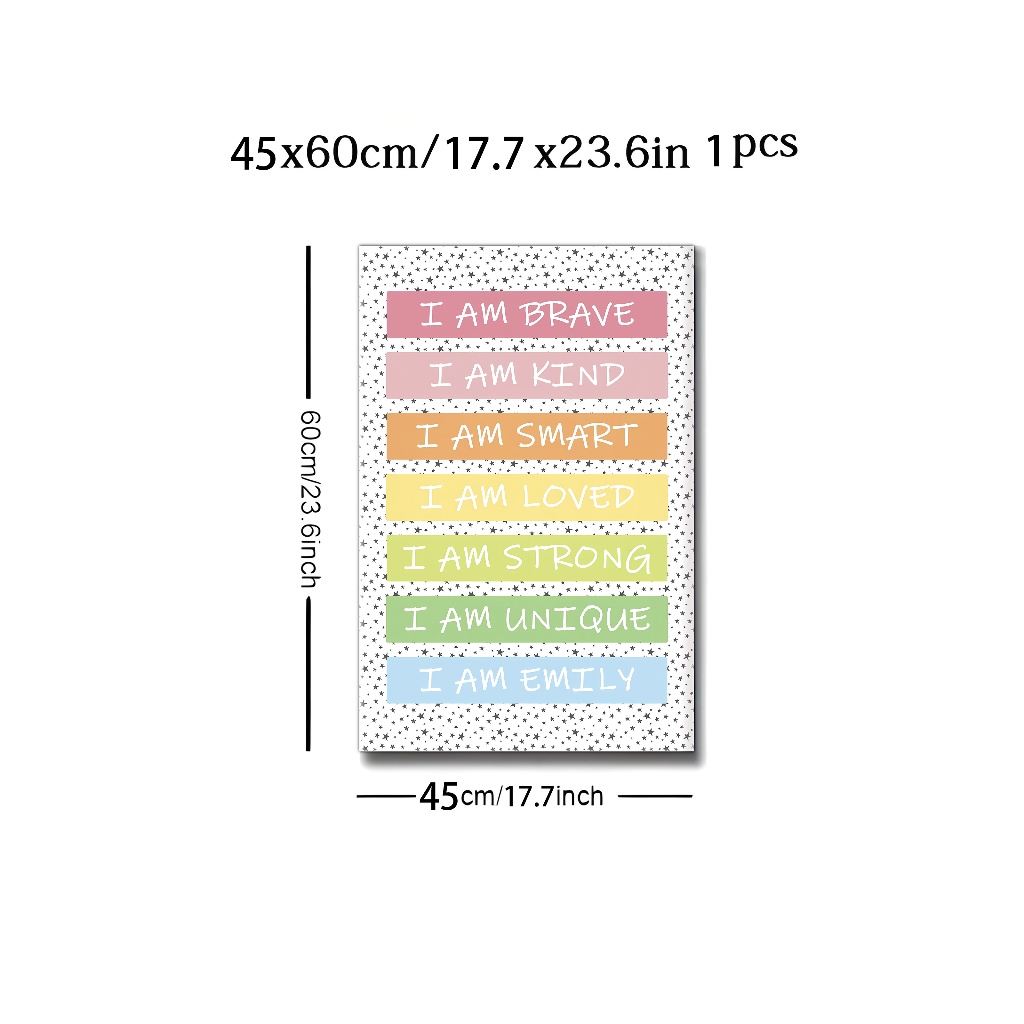 45x60cm/17.7 x23.6in 1pcs
I AM BRAVE
I AM KIND
I AM SMART
I AM LOVED
I AM STRONG
I AM UNIQUE
I AM EMILY
60cm/23.6inch
45cm/17.7inch